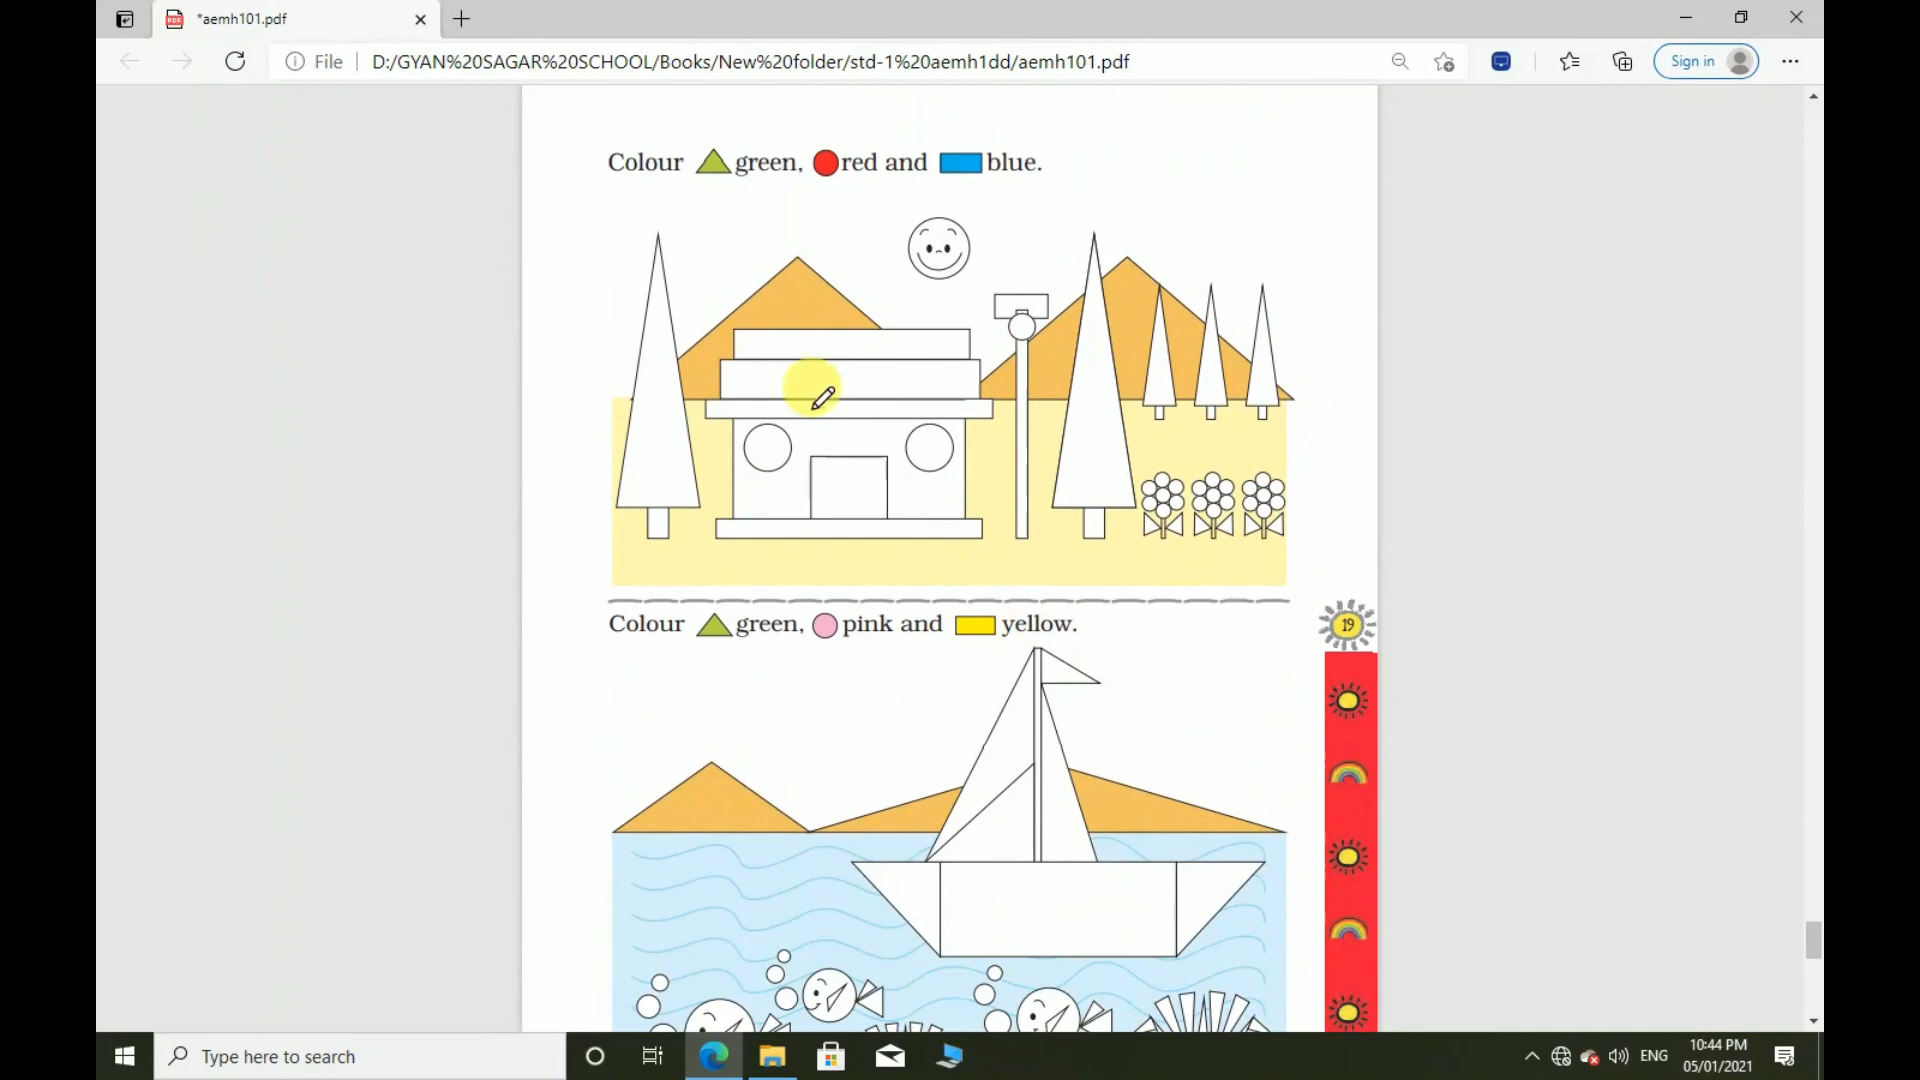 *aemh101.pdf
File D:/GYAN%20SAGAR%20SCHOOL/Books/New%20folder/std-1%20aemh1dd/aemh101.pdf
Sign in
Colour green, red and blue.
Colour green, pink and yellow.
19
Type here to search
ENG
10:44 PM
05/01/2021